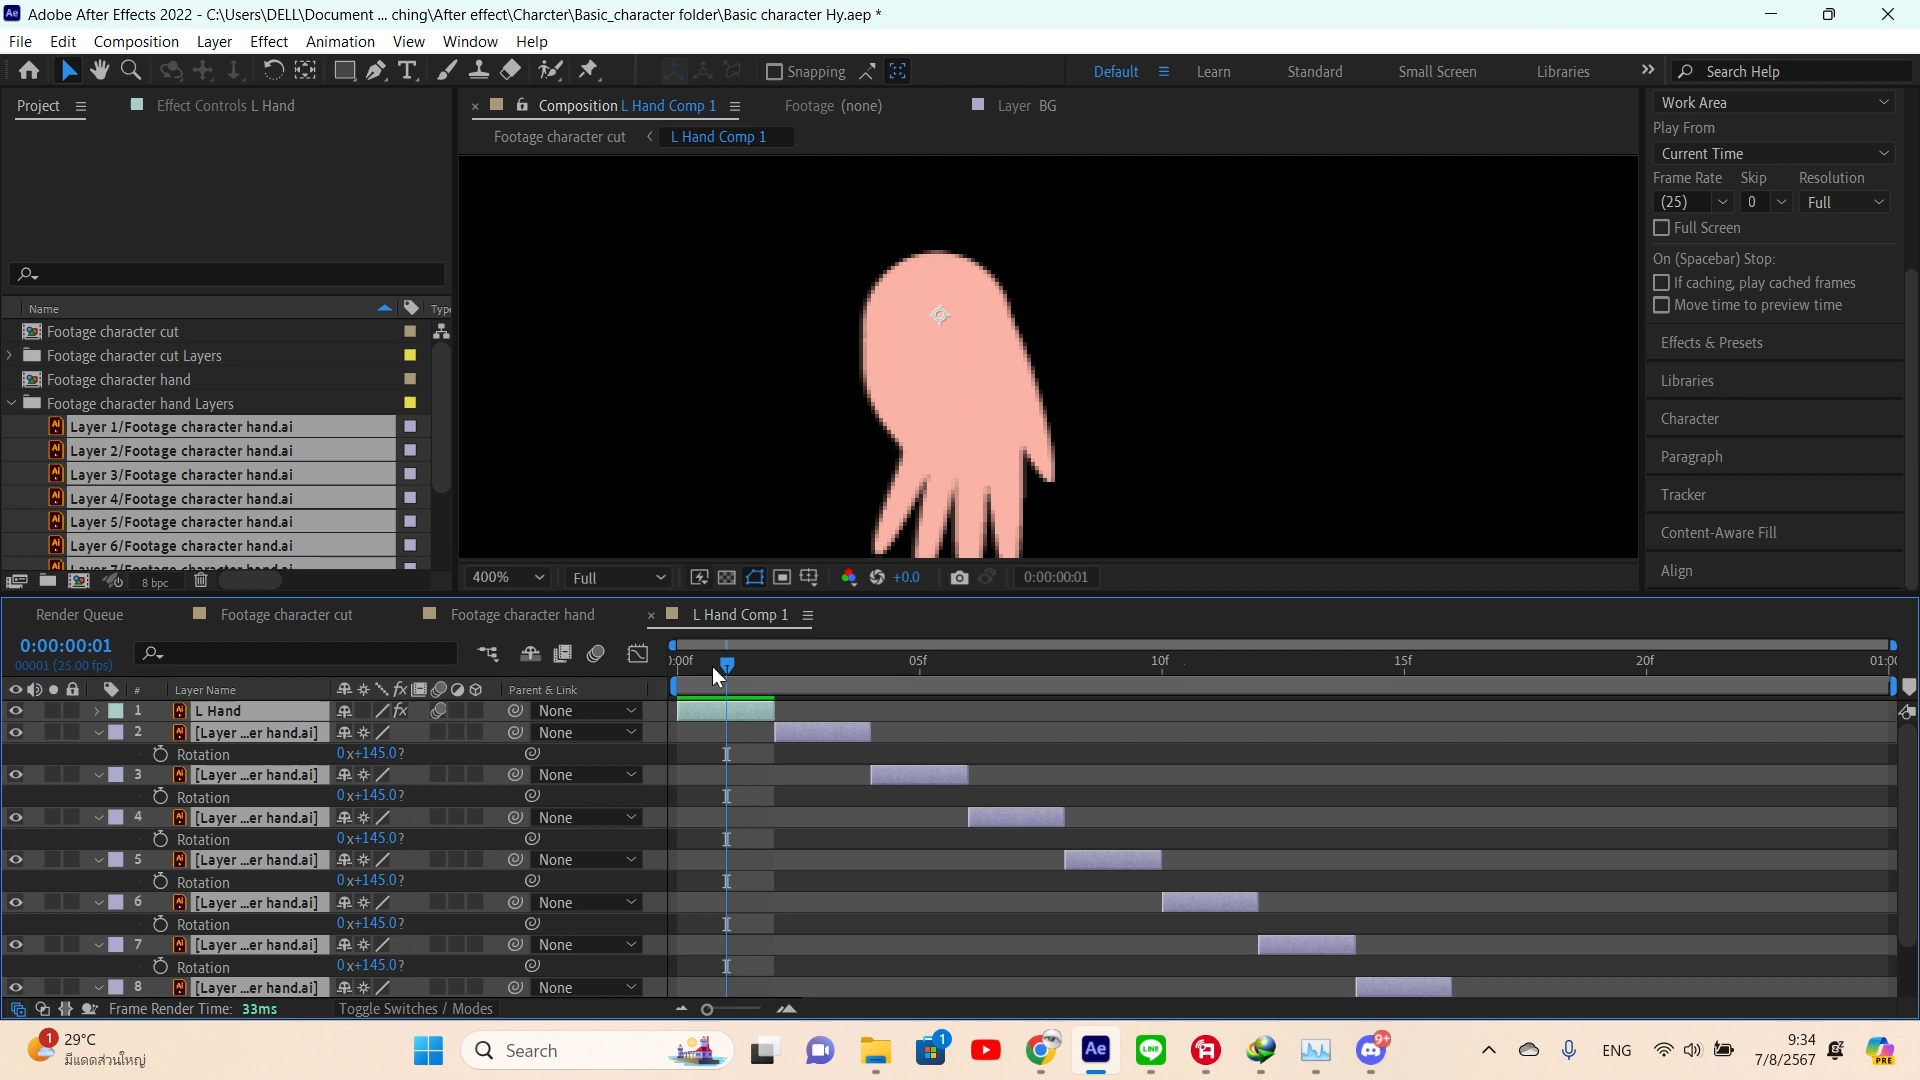 Ae Adobe After Effects 2022 - C:\Users\DELL\Document ... ching\After effect\Charcter\Basic_character folder\Basic character Hy.aep *
File Edit Composition Layer Effect Animation View Window Help
Snapping Default Learn Standard Small Screen Libraries Search Help
Project Effect Controls L Hand
Composition L Hand Comp 1 Footage (none) Layer BG
Footage character cut L Hand Comp 1
Name Type
Footage character cut
Footage character cut Layers
Footage character hand
Footage character hand Layers
Layer 1/Footage character hand.ai
Layer 2/Footage character hand.ai
Layer 3/Footage character hand.ai
Layer 4/Footage character hand.ai
Layer 5/Footage character hand.ai
Layer 6/Footage character hand.ai
Layer 7/Footage character hand.ai
8 bpc
400% Full +0.0 0:00:00:01
Work Area
Play From
Current Time
Frame Rate Skip Resolution
(25) 0 Full
Full Screen
On (Spacebar) Stop:
If caching, play cached frames
Move time to preview time
Effects & Presets
Libraries
Character
Paragraph
Tracker
Content-Aware Fill
Align
Render Queue Footage character cut Footage character hand × L Hand Comp 1
0:00:00:01
00001 (25.00 fps)
):00f 05f 10f 15f 20f 01:0(
# Layer Name Parent & Link
1 L Hand None
2 [Layer ...er hand.ai] None
Rotation 0x+145.0?
3 [Layer ...er hand.ai] None
Rotation 0x+145.0?
4 [Layer ...er hand.ai] None
Rotation 0x+145.0?
5 [Layer ...er hand.ai] None
Rotation 0x+145.0?
6 [Layer ...er hand.ai] None
Rotation 0x+145.0?
7 [Layer ...er hand.ai] None
Rotation 0x+145.0?
8 [Layer ...er hand.ai] None
Frame Render Time: 33ms Toggle Switches / Modes
1 29°C
มีแดดส่วนใหญ่
Search
1
Ae
LINE
9+
ENG
9:34
7/8/2567
PRE